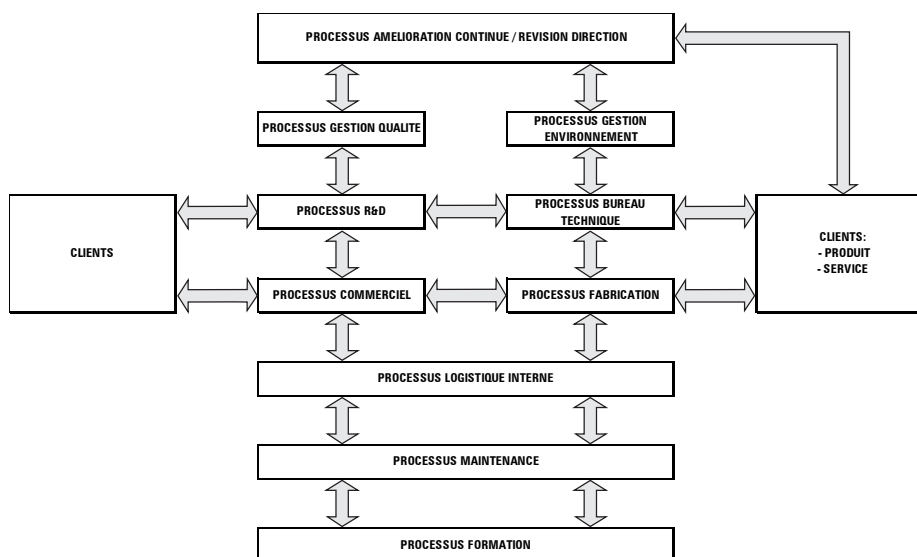 PROCESSUS AMELIORATION CONTINUE / REVISION DIRECTION
PROCESSUS GESTION QUALITE
PROCESSUS GESTION
ENVIRONNEMENT
CLIENTS
PROCESSUS R&D
PROCESSUS BUREAU
TECHNIQUE
CLIENTS:
- PRODUIT
- SERVICE
PROCESSUS COMMERCIEL
PROCESSUS FABRICATION
PROCESSUS LOGISTIQUE INTERNE
PROCESSUS MAINTENANCE
PROCESSUS FORMATION